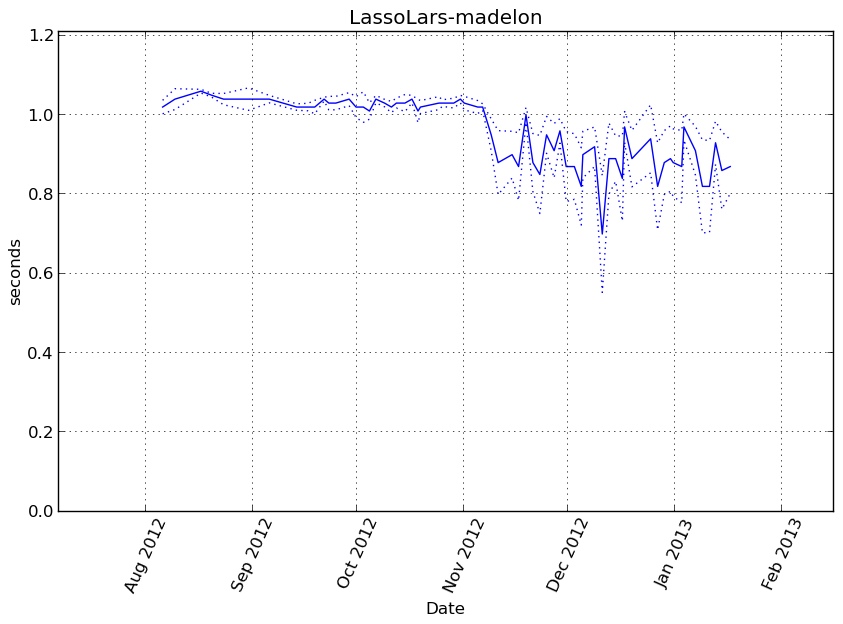 LassoLars-madelon
1.2
1.0
0.8
0.6
0.4
0.2
0.0
seconds
Aug 2012
Sep 2012
Oct 2012
Nov 2012
Dec 2012
Jan 2013
Feb 2013
Date